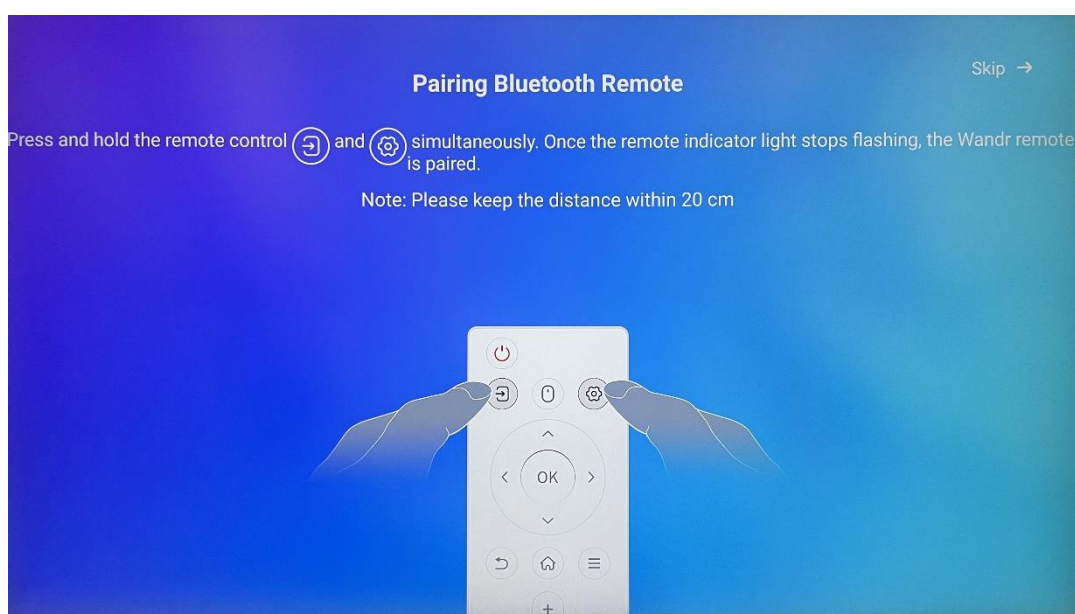 Skip →
Pairing Bluetooth Remote
Press and hold the remote control and simultaneously. Once the remote indicator light stops flashing, the Wandr remote
is paired.
Note: Please keep the distance within 20 cm
OK
+